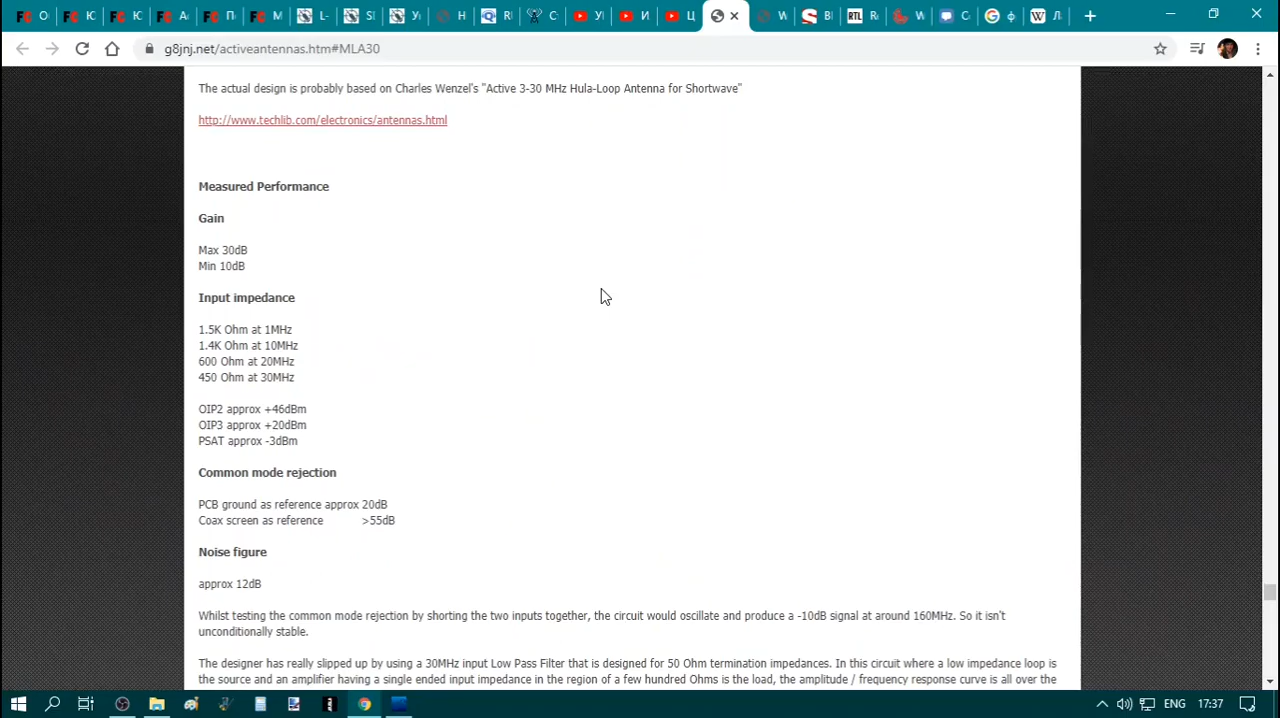 g8jnj.net/activeantennas.htm#MLA30
The actual design is probably based on Charles Wenzel's "Active 3-30 MHz Hula-Loop Antenna for Shortwave"
http://www.techlib.com/electronics/antennas.html
Measured Performance
Gain
Max 30dB
Min 10dB
Input impedance
1.5K Ohm at 1MHz
1.4K Ohm at 10MHz
600 Ohm at 20MHz
450 Ohm at 30MHz
OIP2 approx +46dBm
OIP3 approx +20dBm
PSAT approx -3dBm
Common mode rejection
PCB ground as reference approx 20dB
Coax screen as reference >55dB
Noise figure
approx 12dB
Whilst testing the common mode rejection by shorting the two inputs together, the circuit would oscillate and produce a -10dB signal at around 160MHz. So it isn't
unconditionally stable.
The designer has really slipped up by using a 30MHz input Low Pass Filter that is designed for 50 Ohm termination impedances. In this circuit where a low impedance loop is
the source and an amplifier having a single ended input impedance in the region of a few hundred Ohms is the load, the amplitude / frequency response curve is all over the
ENG 17:37